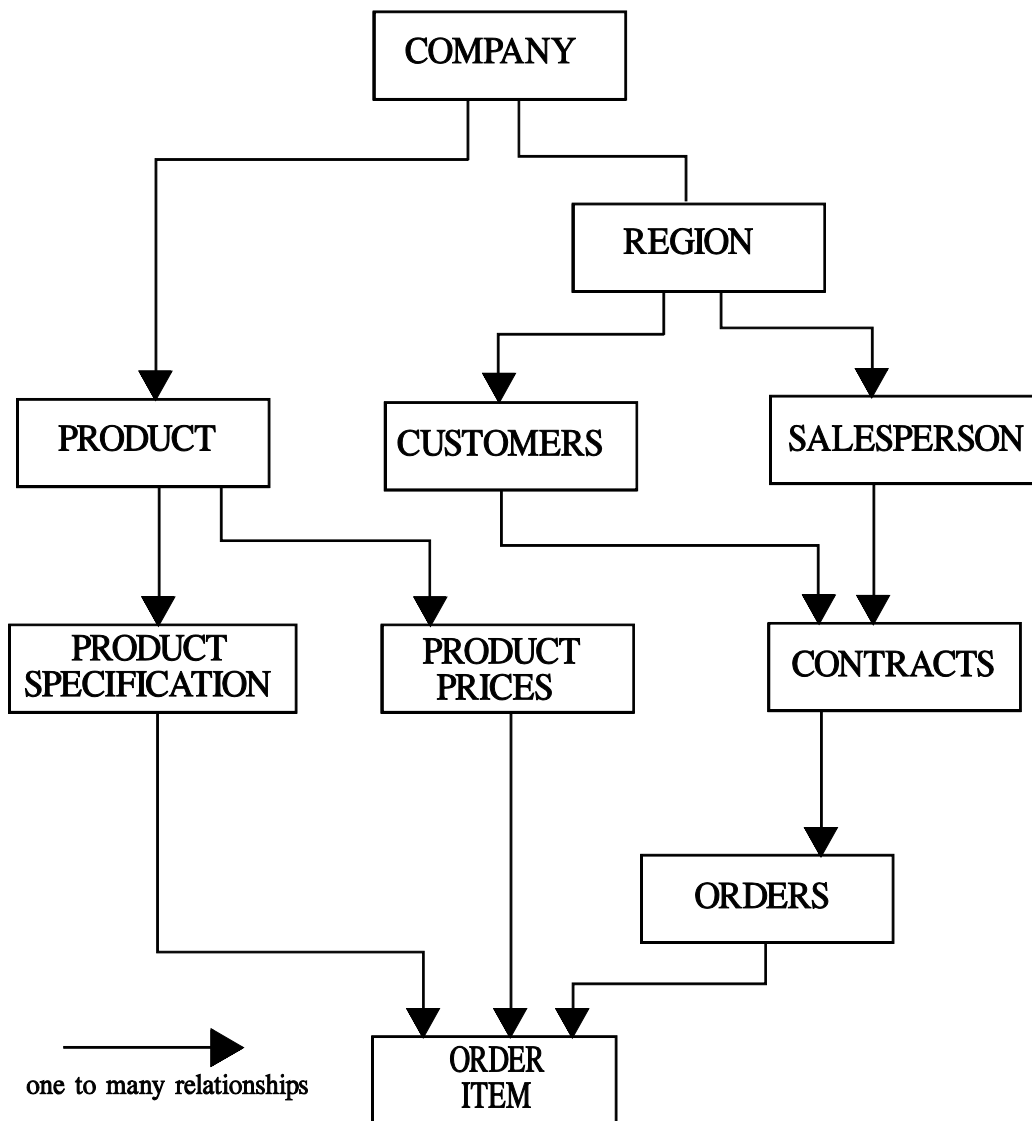 COMPANY
REGION
PRODUCT
CUSTOMERS
SALESPERSON
PRODUCT
SPECIFICATION
PRODUCT
PRICES
CONTRACTS
ORDERS
ORDER
ITEM
one to many relationships